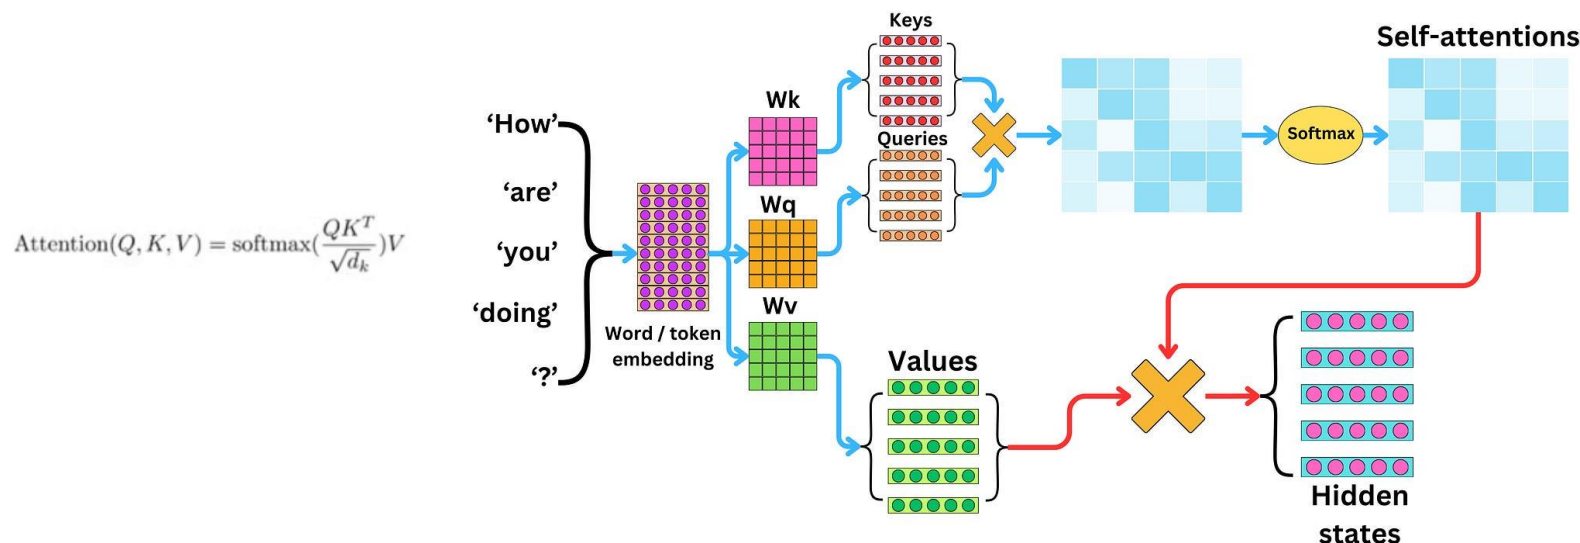 Attention(Q, K, V) = softmax(QK^T/√d_k)V
‘How’
‘are’
‘you’
‘doing’
‘?’
Word / token
embedding
Wk
Wq
Wv
Keys
Queries
Values
Softmax
Self-attentions
Hidden
states